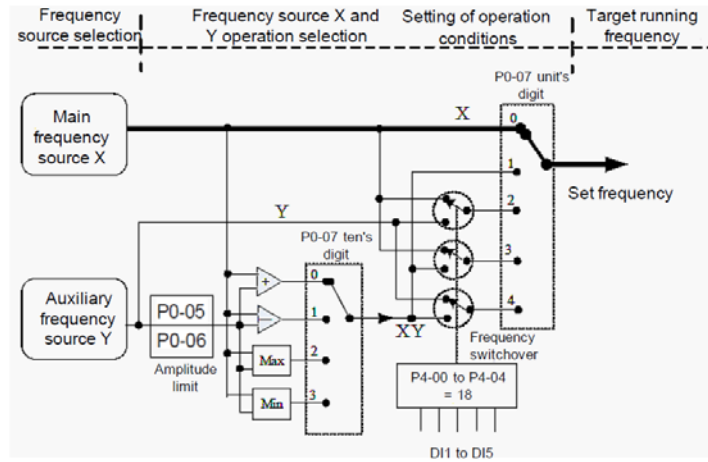 Frequency
source selection
Frequency source X and
Y operation selection
Setting of operation
conditions
Target running
frequency
P0-07 unit's
digit
Main
frequency
source X
X
0
1
2
3
4
Set frequency
Y
P0-07 ten's
digit
Auxiliary
frequency
source Y
P0-05
P0-06
Amplitude
limit
+
−
Max
Min
0
1
2
3
XY
Frequency
switchover
P4-00 to P4-04
= 18
DI1 to DI5